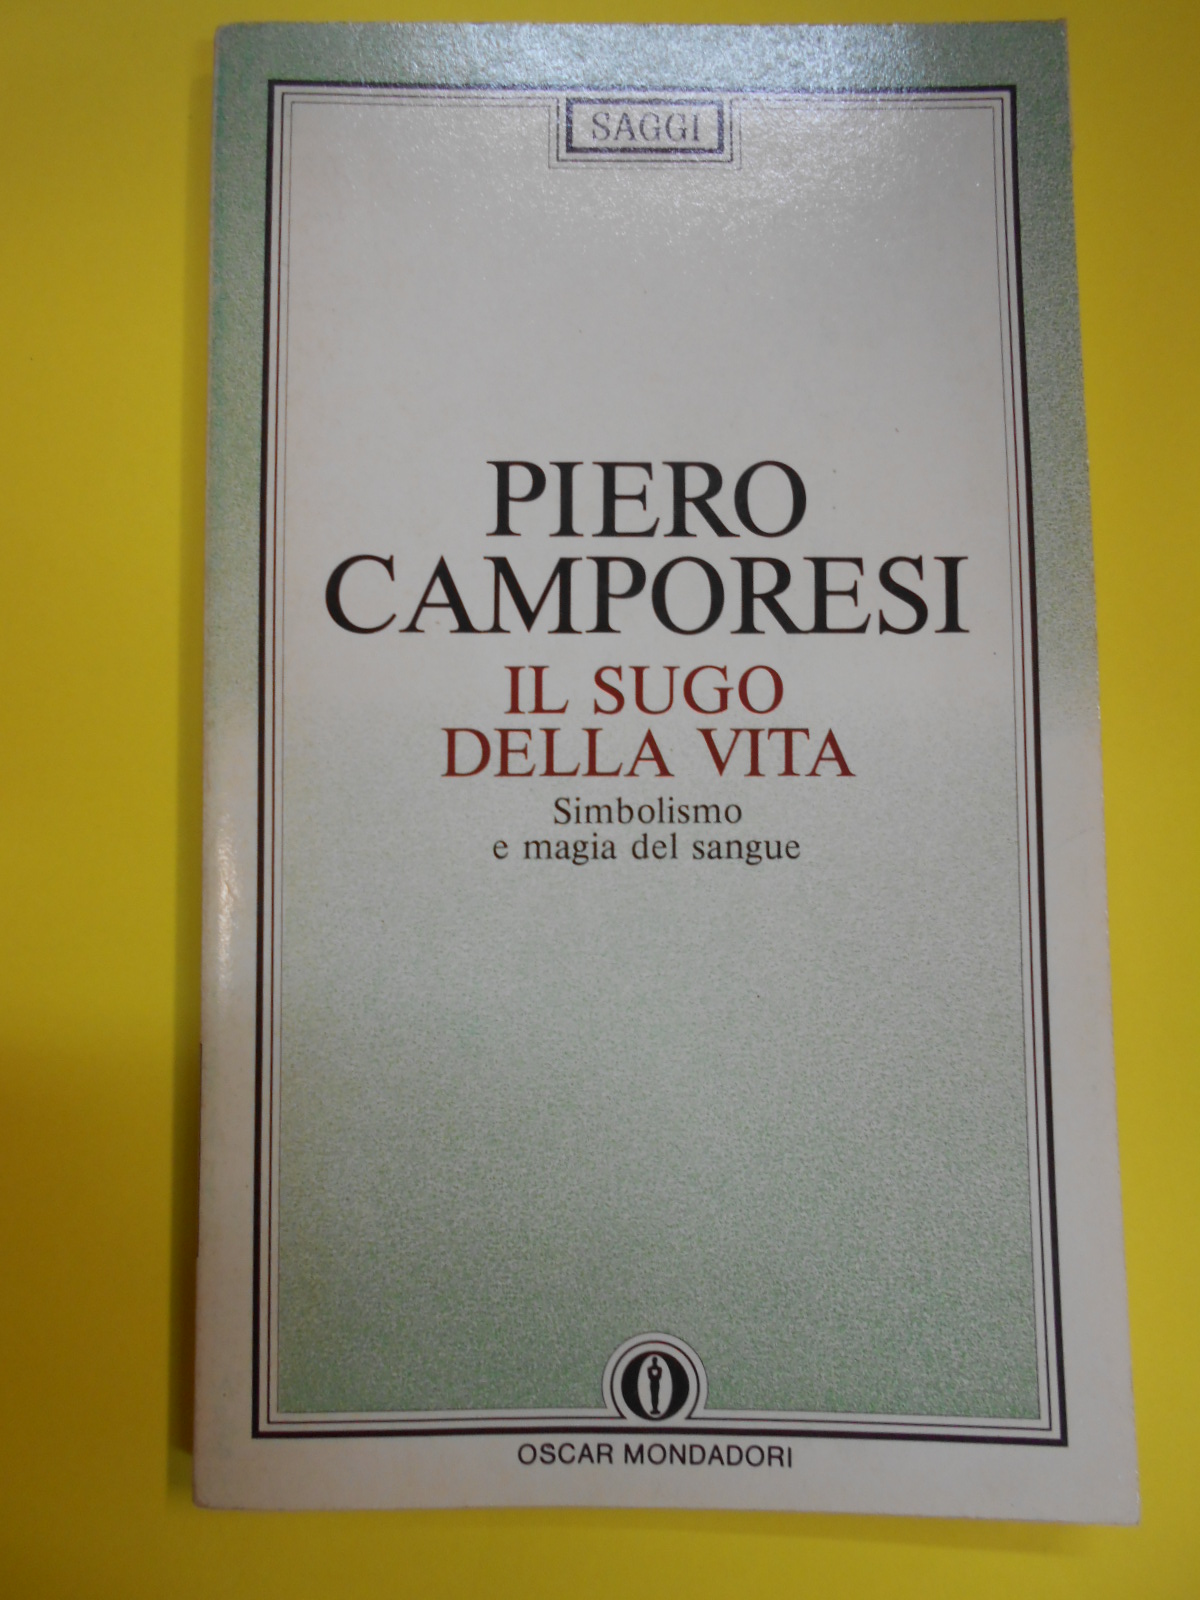 SAGGI
PIERO
CAMPORESI
IL SUGO
DELLA VITA
Simbolismo
e magia del sangue
OSCAR MONDADORI